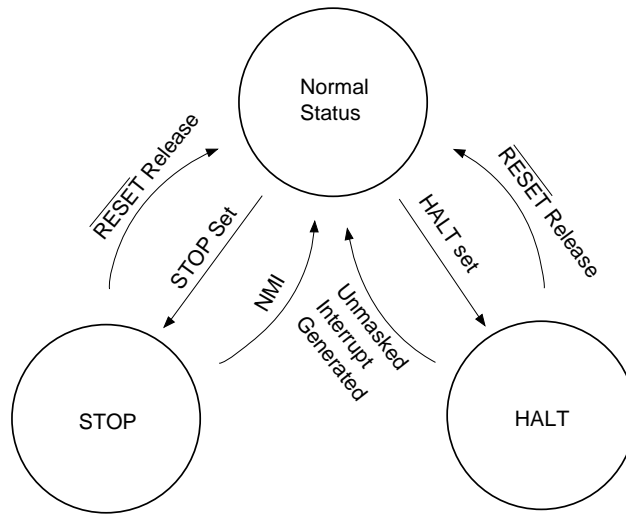 Normal
Status
RESET Release
STOP Set
NMI
Unmasked
Interrupt
Generated
HALT set
RESET Release
STOP
HALT